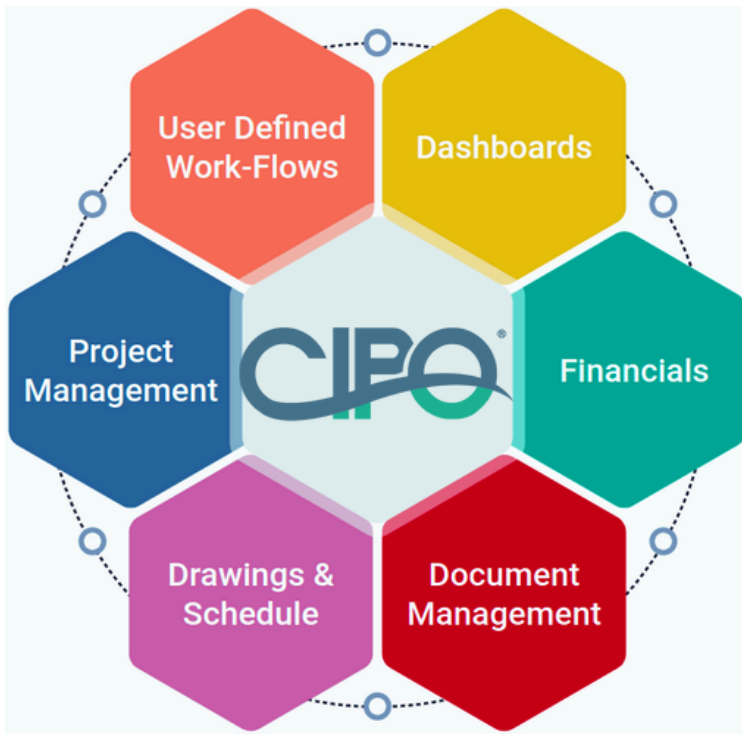 User Defined
Work-Flows
Dashboards
Project
Management
CIPO®
Financials
Drawings &
Schedule
Document
Management